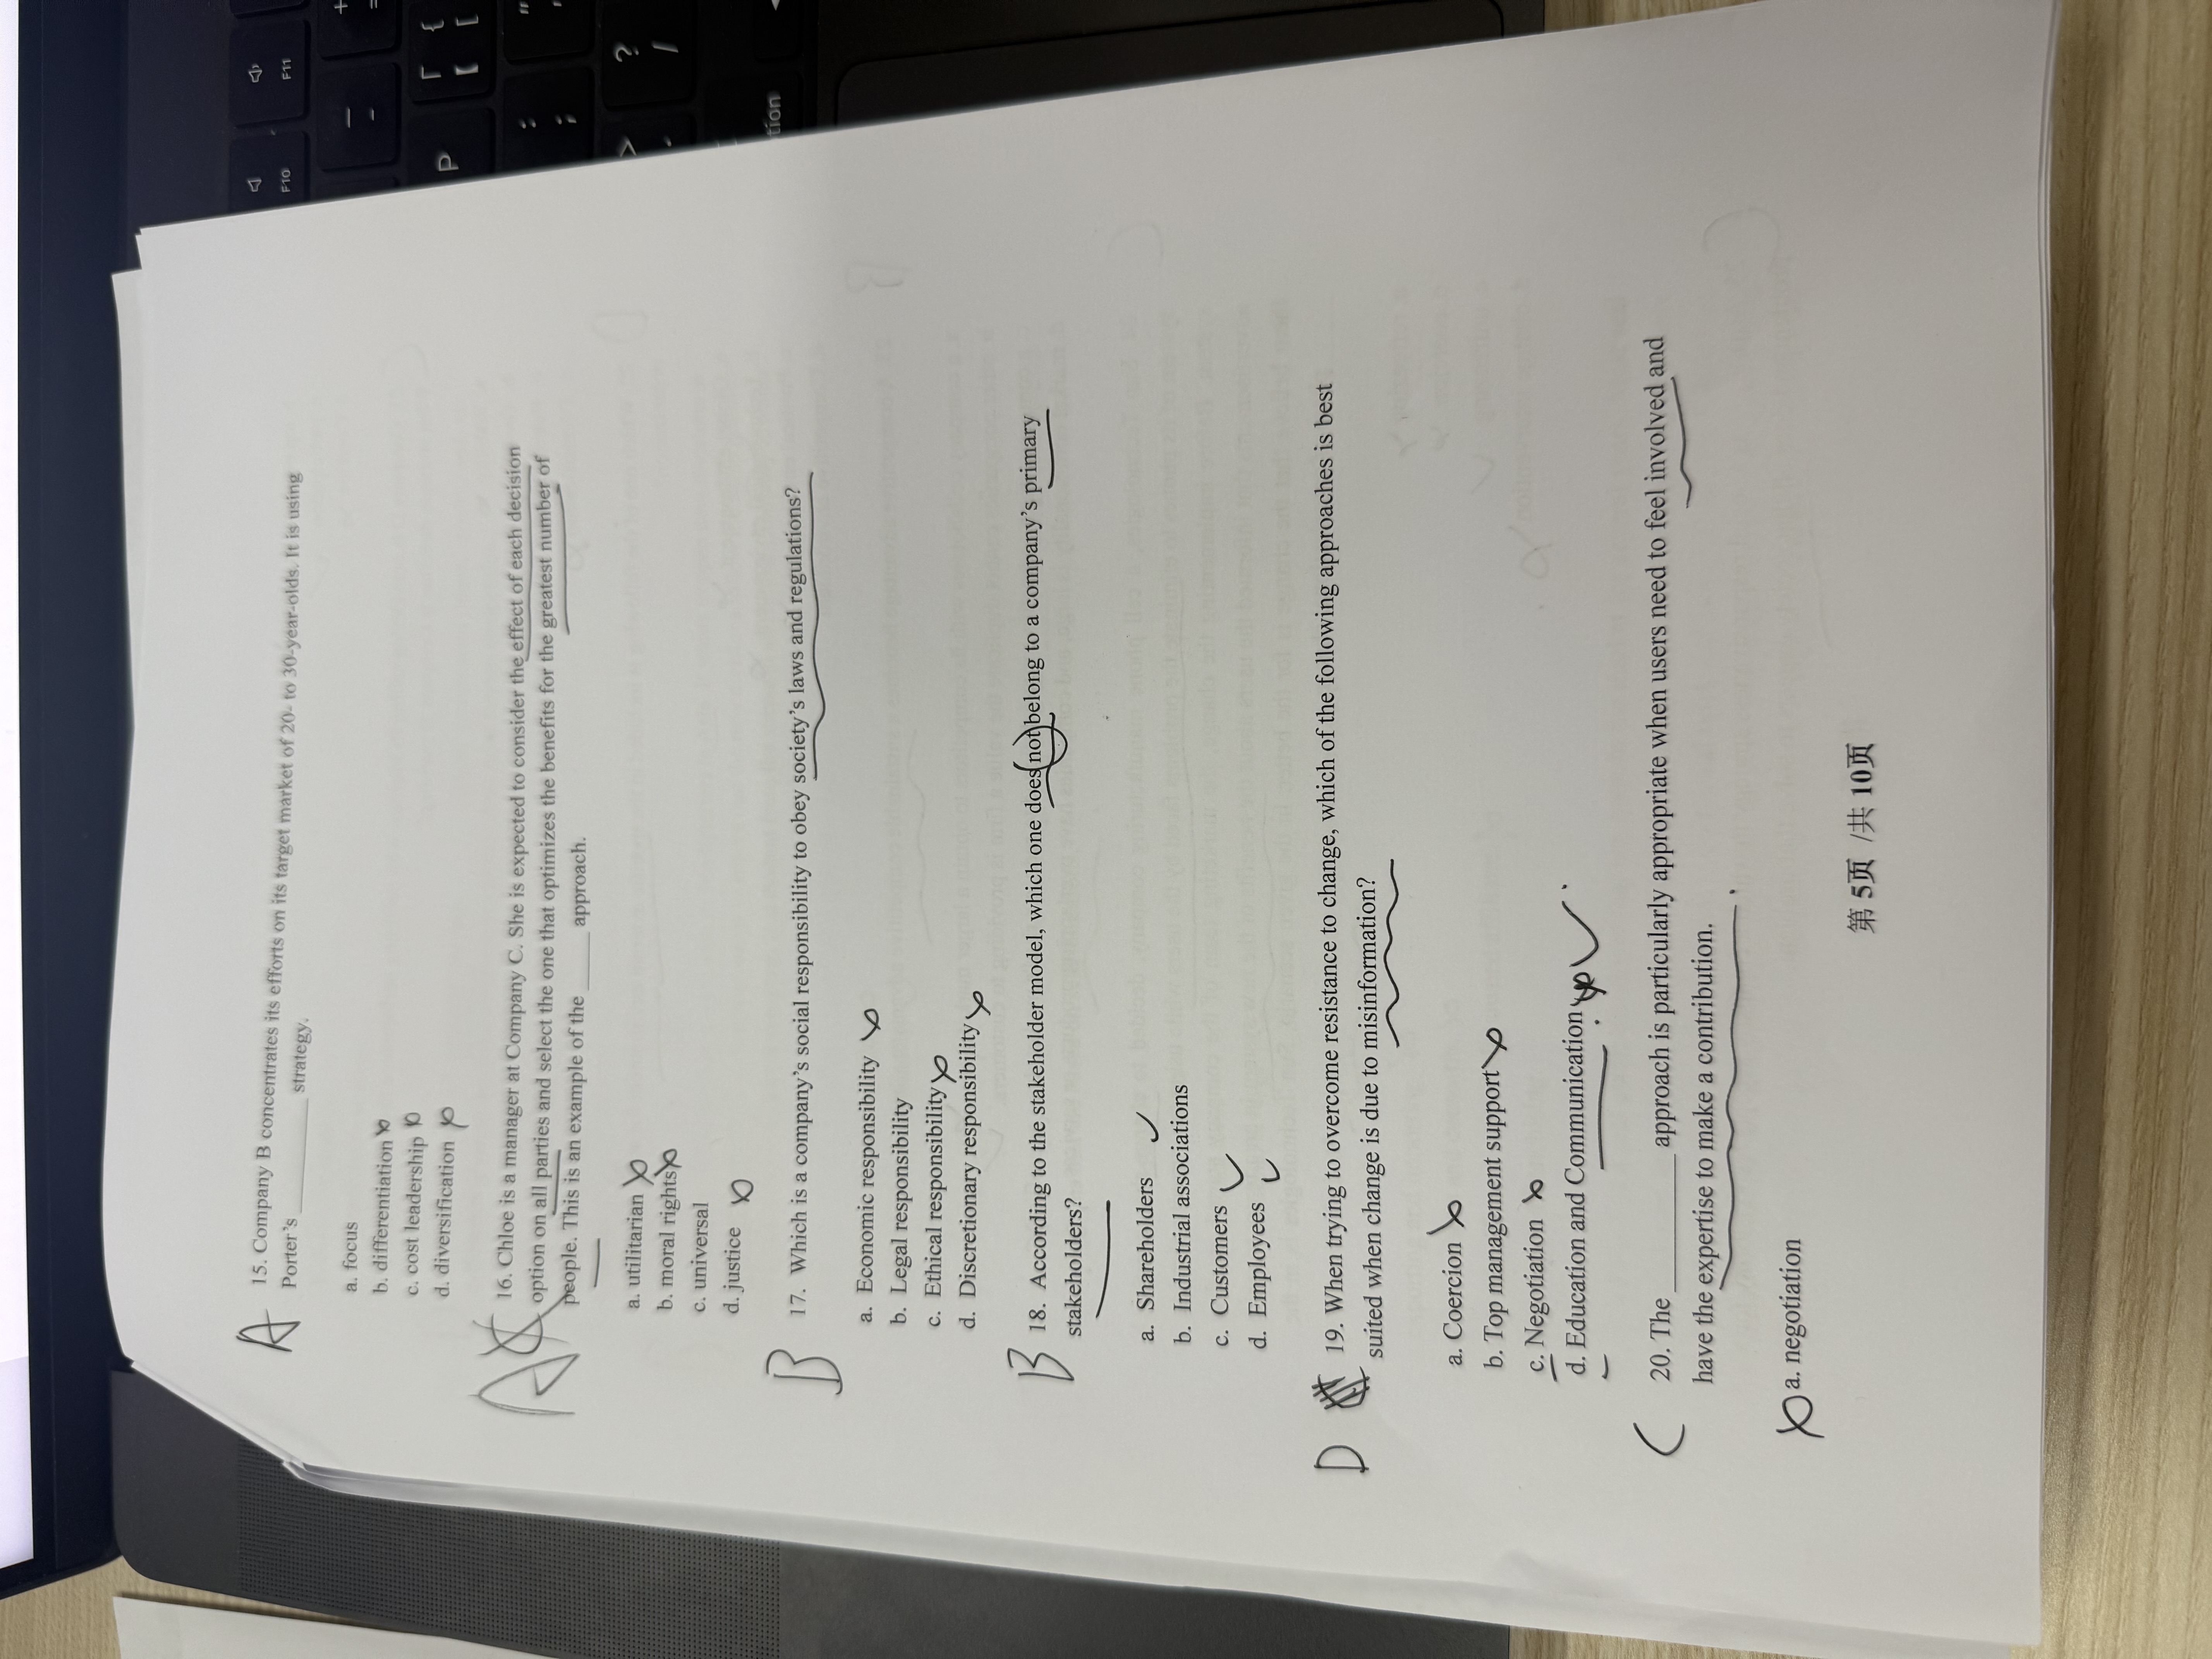 F10
F11
P
{
[
?
/
tion
A
15. Company B concentrates its efforts on its target market of 20- to 30-year-olds. It is using
Porter's __________ strategy.
a. focus
b. differentiation
c. cost leadership
d. diversification
A C
16. Chloe is a manager at Company C. She is expected to consider the effect of each decision
option on all parties and select the one that optimizes the benefits for the greatest number of
people. This is an example of the _____ approach.
a. utilitarian
b. moral rights
c. universal
d. justice
B
17. Which is a company's social responsibility to obey society's laws and regulations?
a. Economic responsibility
b. Legal responsibility
c. Ethical responsibility
d. Discretionary responsibility
B
18. According to the stakeholder model, which one does not belong to a company's primary
stakeholders?
a. Shareholders
b. Industrial associations
c. Customers
d. Employees
D
19. When trying to overcome resistance to change, which of the following approaches is best
suited when change is due to misinformation?
a. Coercion
b. Top management support
c. Negotiation
d. Education and Communication
C
20. The __________ approach is particularly appropriate when users need to feel involved and
have the expertise to make a contribution.
a. negotiation
第 5页 /共 10页